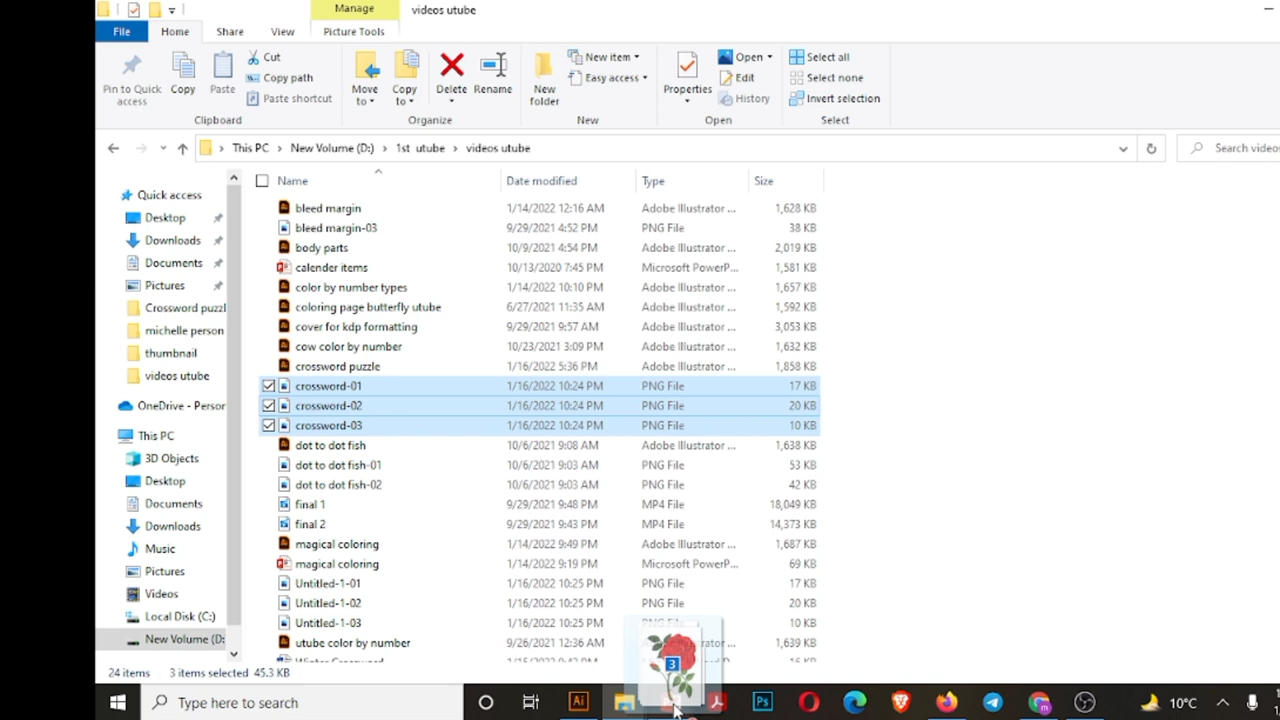 Manage
videos utube
File
Home
Share
View
Picture Tools
Pin to Quick access
Copy
Paste
Cut
Copy path
Paste shortcut
Move to
Copy to
Delete
Rename
New folder
New item
Easy access
Properties
Open
Edit
History
Select all
Select none
Invert selection
Clipboard
Organize
New
Open
Select
This PC > New Volume (D:) > 1st utube > videos utube
Search videos
Name Date modified Type Size
Quick access
Desktop
Downloads
Documents
Pictures
Crossword puzzl
michelle person
thumbnail
videos utube
OneDrive - Person
This PC
3D Objects
Desktop
Documents
Downloads
Music
Pictures
Videos
Local Disk (C:)
New Volume (D:
bleed margin 1/14/2022 12:16 AM Adobe Illustrator ... 1,628 KB
bleed margin-03 9/29/2021 4:52 PM PNG File 38 KB
body parts 10/9/2021 4:54 PM Adobe Illustrator ... 2,019 KB
calender items 10/13/2020 7:45 PM Microsoft PowerP... 1,581 KB
color by number types 1/14/2022 10:10 PM Adobe Illustrator ... 1,657 KB
coloring page butterfly utube 6/27/2021 11:35 AM Adobe Illustrator ... 1,592 KB
cover for kdp formatting 9/29/2021 9:57 AM Adobe Illustrator ... 3,053 KB
cow color by number 10/23/2021 3:09 PM Adobe Illustrator ... 1,632 KB
crossword puzzle 1/16/2022 5:36 PM Adobe Illustrator ... 1,858 KB
crossword-01 1/16/2022 10:24 PM PNG File 17 KB
crossword-02 1/16/2022 10:24 PM PNG File 20 KB
crossword-03 1/16/2022 10:24 PM PNG File 10 KB
dot to dot fish 10/6/2021 9:08 AM Adobe Illustrator ... 1,638 KB
dot to dot fish-01 10/6/2021 9:03 AM PNG File 53 KB
dot to dot fish-02 10/6/2021 9:03 AM PNG File 42 KB
final 1 9/29/2021 9:48 PM MP4 File 18,049 KB
final 2 9/29/2021 9:43 PM MP4 File 14,373 KB
magical coloring 1/14/2022 9:49 PM Adobe Illustrator ... 1,687 KB
magical coloring 1/14/2022 9:19 PM Microsoft PowerP... 69 KB
Untitled-1-01 1/16/2022 10:25 PM PNG File 17 KB
Untitled-1-02 1/16/2022 10:25 PM PNG File 20 KB
Untitled-1-03 1/16/2022 10:25 PM PNG File 10 KB
utube color by number 9/26/2021 12:36 AM 1,639 KB
3
24 items 3 items selected 45.3 KB
Type here to search
Ai
Ps
m
10°C